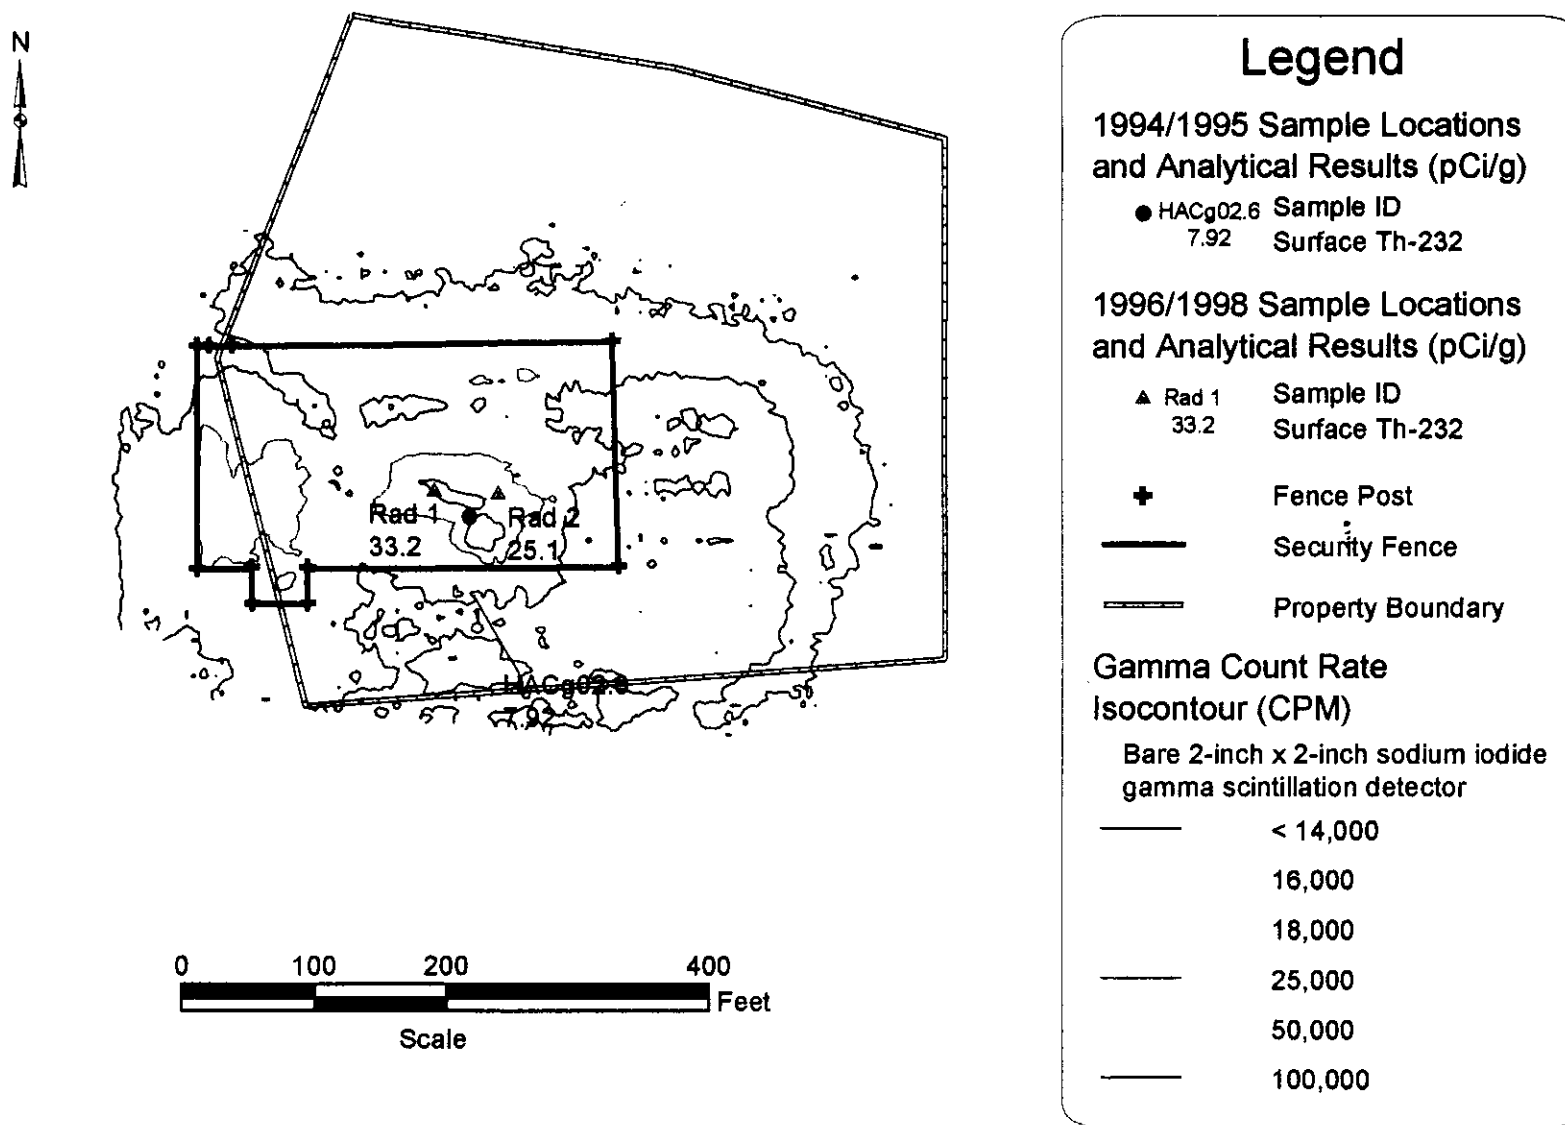 N
Rad 1
33.2
Rad 2
25.1
HACg02.6
7.92
0 100 200 400
Feet
Scale
Legend
1994/1995 Sample Locations
and Analytical Results (pCi/g)
HACg02.6 Sample ID
7.92 Surface Th-232
1996/1998 Sample Locations
and Analytical Results (pCi/g)
Rad 1 Sample ID
33.2 Surface Th-232
Fence Post
Security Fence
Property Boundary
Gamma Count Rate
Isocontour (CPM)
Bare 2-inch x 2-inch sodium iodide
gamma scintillation detector
< 14,000
16,000
18,000
25,000
50,000
100,000